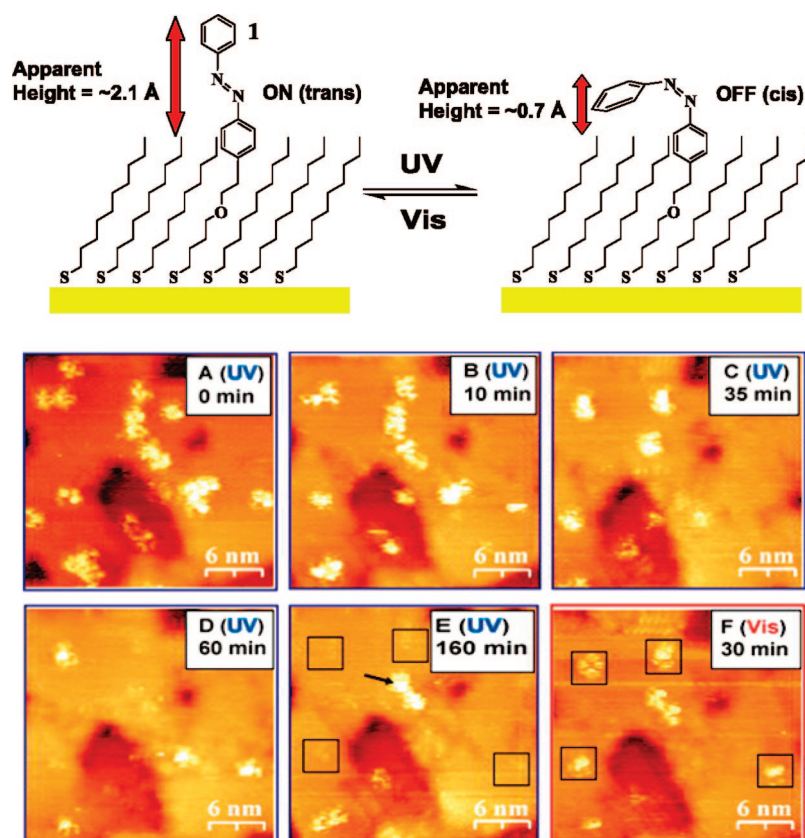 1
Apparent
Height = ~2.1 Å
N
N
ON (trans)
O
S S S S S S S
UV
Vis
Apparent
Height = ~0.7 Å
N
N
OFF (cis)
O
S S S S S S S
A (UV)
0 min
6 nm
B (UV)
10 min
6 nm
C (UV)
35 min
6 nm
D (UV)
60 min
6 nm
E (UV)
160 min
6 nm
F (Vis)
30 min
6 nm